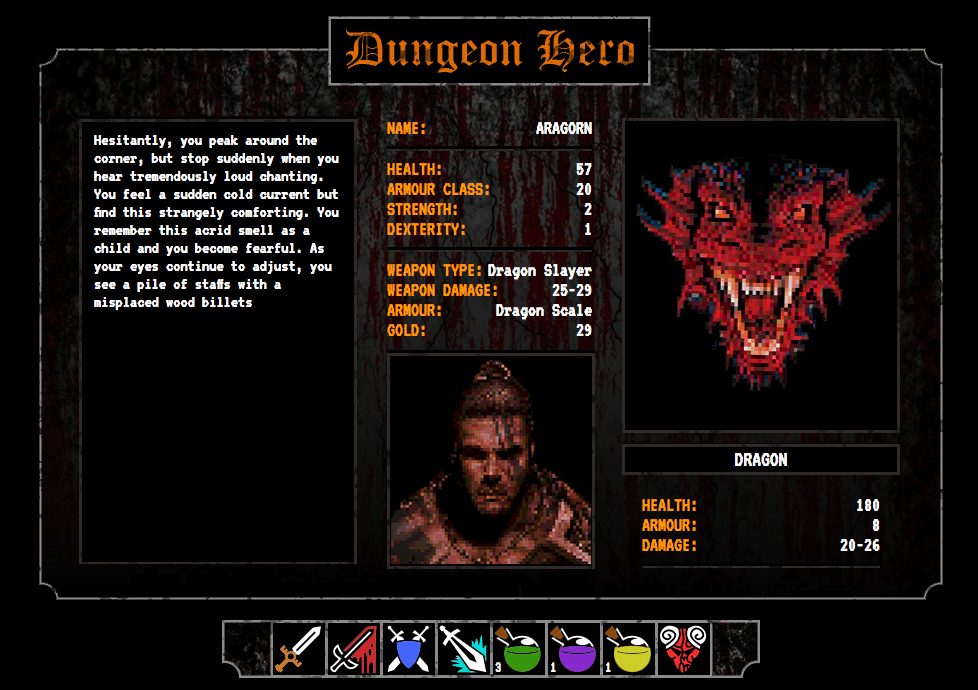 Dungeon Hero
Hesitantly, you peak around the
corner, but stop suddenly when you
hear tremendously loud chanting.
You feel a sudden cold current but
find this strangely comforting. You
remember this acrid smell as a
child and you become fearful. As
your eyes continue to adjust, you
see a pile of staffs with a
misplaced wood billets
NAME: ARAGORN
HEALTH: 57
ARMOUR CLASS: 20
STRENGTH: 2
DEXTERITY: 1
WEAPON TYPE: Dragon Slayer
WEAPON DAMAGE: 25-29
ARMOUR: Dragon Scale
GOLD: 29
DRAGON
HEALTH: 180
ARMOUR: 8
DAMAGE: 20-26
3 1 1